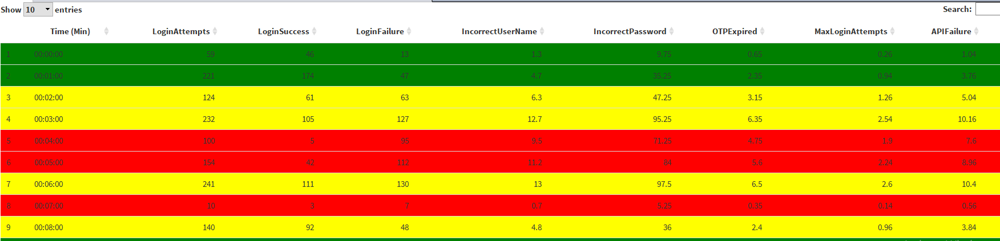 Show 10 entries Search:
Time (Min) LoginAttempts LoginSuccess LoginFailure IncorrectUserName IncorrectPassword OTPExpired MaxLoginAttempts APIFailure
1 00:00:00 59 46 13 1.3 9.75 0.65 0.26 1.04
2 00:01:00 221 174 47 4.7 35.25 2.35 0.94 3.76
3 00:02:00 124 61 63 6.3 47.25 3.15 1.26 5.04
4 00:03:00 232 105 127 12.7 95.25 6.35 2.54 10.16
5 00:04:00 100 5 95 9.5 71.25 4.75 1.9 7.6
6 00:05:00 154 42 112 11.2 84 5.6 2.24 8.96
7 00:06:00 241 111 130 13 97.5 6.5 2.6 10.4
8 00:07:00 10 3 7 0.7 5.25 0.35 0.14 0.56
9 00:08:00 140 92 48 4.8 36 2.4 0.96 3.84